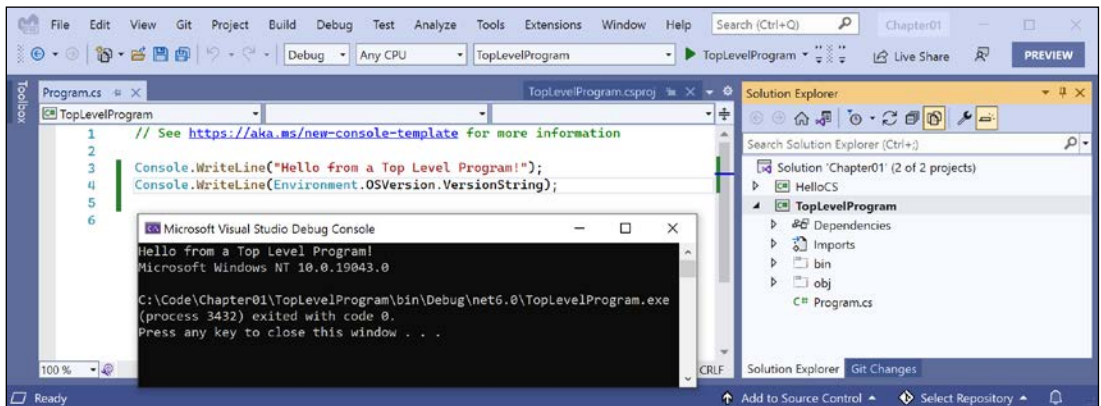 File Edit View Git Project Build Debug Test Analyze Tools Extensions Window Help Search (Ctrl+Q) Chapter01
Debug Any CPU TopLevelProgram TopLevelProgram Live Share PREVIEW
Toolbox
Program.cs TopLevelProgram.csproj
TopLevelProgram
1 // See https://aka.ms/new-console-template for more information
2
3 Console.WriteLine("Hello from a Top Level Program!");
4 Console.WriteLine(Environment.OSVersion.VersionString);
5
6
Microsoft Visual Studio Debug Console
Hello from a Top Level Program!
Microsoft Windows NT 10.0.19043.0
C:\Code\Chapter01\TopLevelProgram\bin\Debug\net6.0\TopLevelProgram.exe
(process 3432) exited with code 0.
Press any key to close this window . . .
100 % CRLF
Solution Explorer
Search Solution Explorer (Ctrl+;)
Solution 'Chapter01' (2 of 2 projects)
HelloCS
TopLevelProgram
Dependencies
Imports
bin
obj
C# Program.cs
Solution Explorer Git Changes
Ready Add to Source Control Select Repository